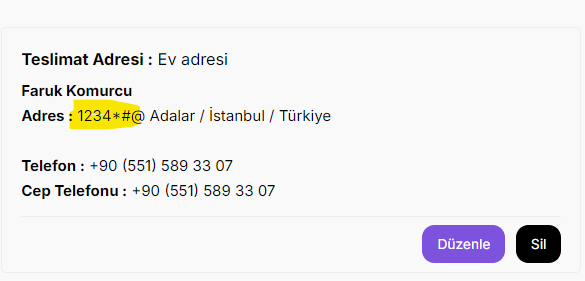 Teslimat Adresi : Ev adresi
Faruk Komurcu
Adres : 1234*#@ Adalar / İstanbul / Türkiye
Telefon : +90 (551) 589 33 07
Cep Telefonu : +90 (551) 589 33 07
Düzenle Sil